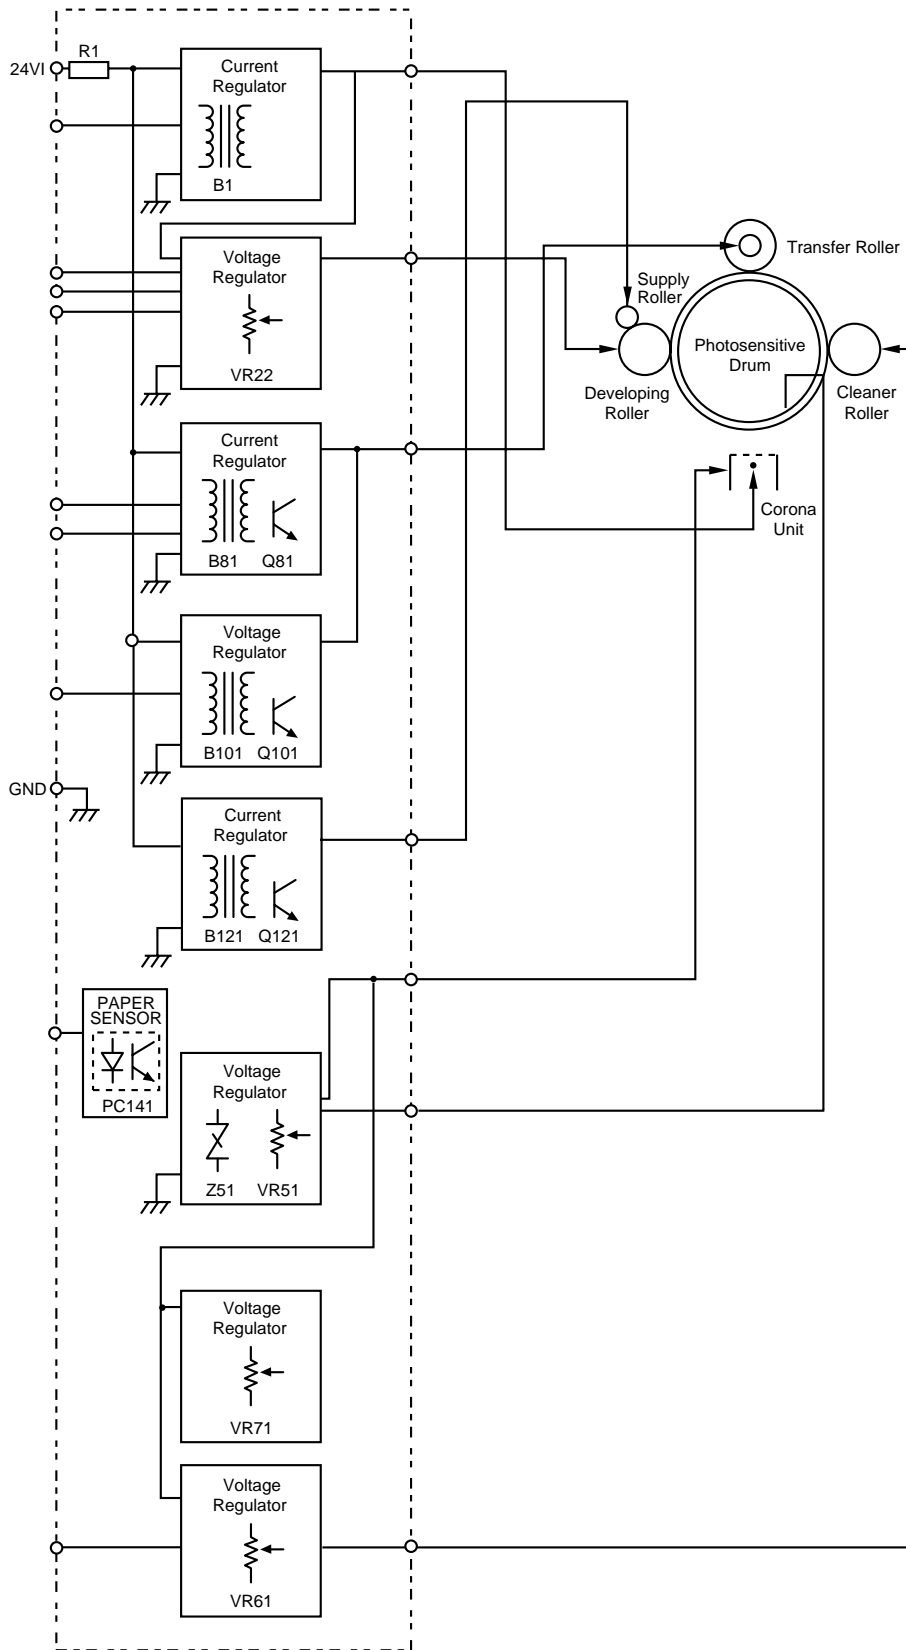 R1
24VI
Current
Regulator
B1
Voltage
Regulator
VR22
Transfer Roller
Supply
Roller
Photosensitive
Drum
Developing
Roller
Cleaner
Roller
Current
Regulator
B81 Q81
Corona
Unit
Voltage
Regulator
B101 Q101
GND
Current
Regulator
B121 Q121
PAPER
SENSOR
PC141
Voltage
Regulator
Z51 VR51
Voltage
Regulator
VR71
Voltage
Regulator
VR61